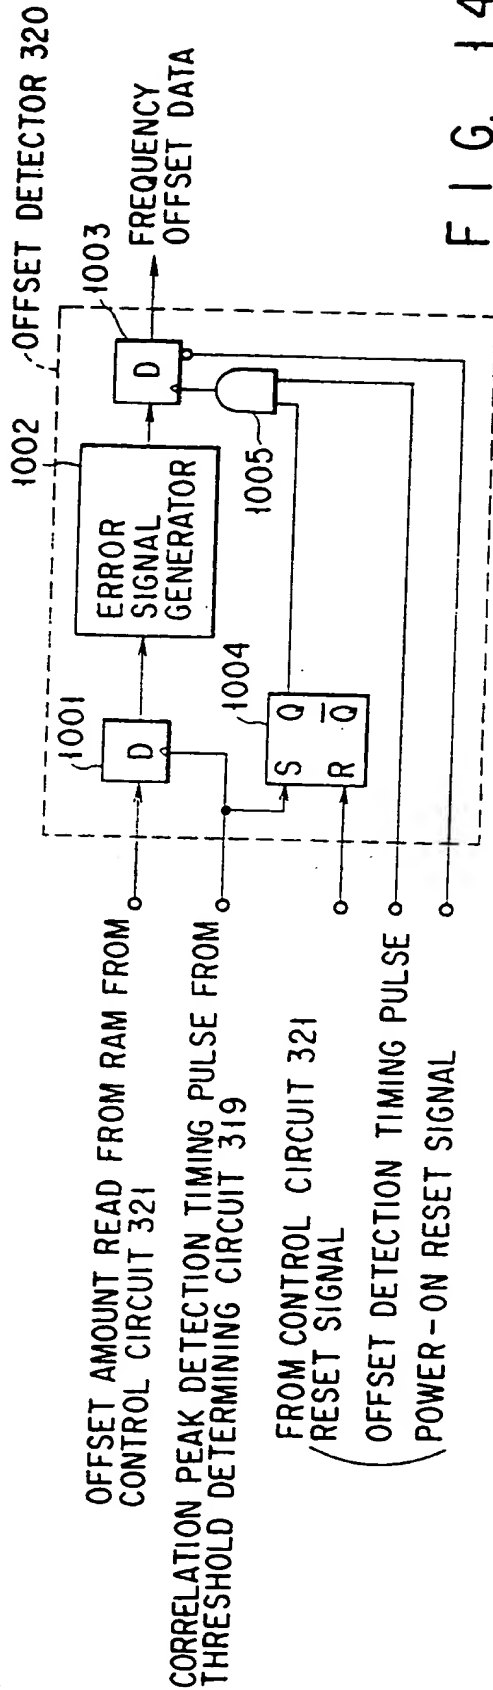 OFFSET DETECTOR 320
1001
1002
1003
D
ERROR
SIGNAL
GENERATOR
D
FREQUENCY
OFFSET DATA
1004
S Q
R Q̅
1005
OFFSET AMOUNT READ FROM RAM FROM
CONTROL CIRCUIT 321
CORRELATION PEAK DETECTION TIMING PULSE FROM
THRESHOLD DETERMINING CIRCUIT 319
FROM CONTROL CIRCUIT 321
RESET SIGNAL
OFFSET DETECTION TIMING PULSE
POWER-ON RESET SIGNAL
FIG. 14